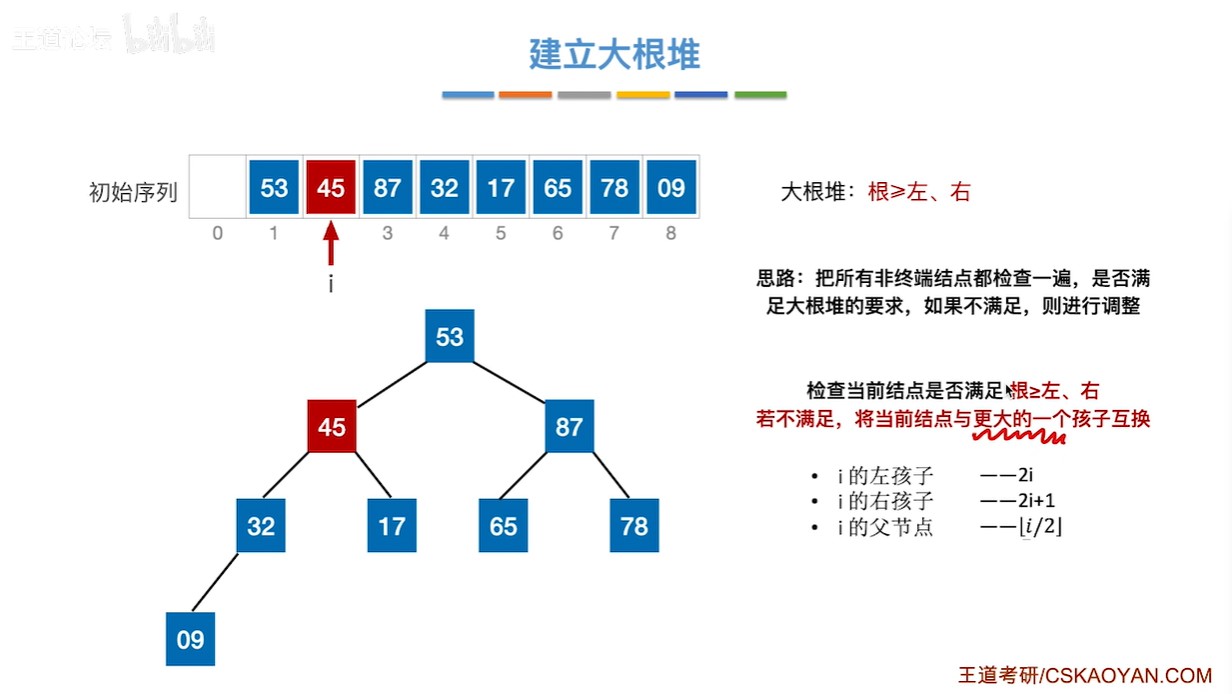 王道论坛 bilibili
建立大根堆
初始序列 53 45 87 32 17 65 78 09
0 1 3 4 5 6 7 8
i
大根堆：根≥左、右
思路：把所有非终端结点都检查一遍，是否满
足大根堆的要求，如果不满足，则进行调整
53
45 87
32 17 65 78
09
检查当前结点是否满足 根≥左、右
若不满足，将当前结点与更大的一个孩子互换
• i 的左孩子 ——2i
• i 的右孩子 ——2i+1
• i 的父节点 ——⌊i/2⌋
王道考研/CSKAOYAN.COM